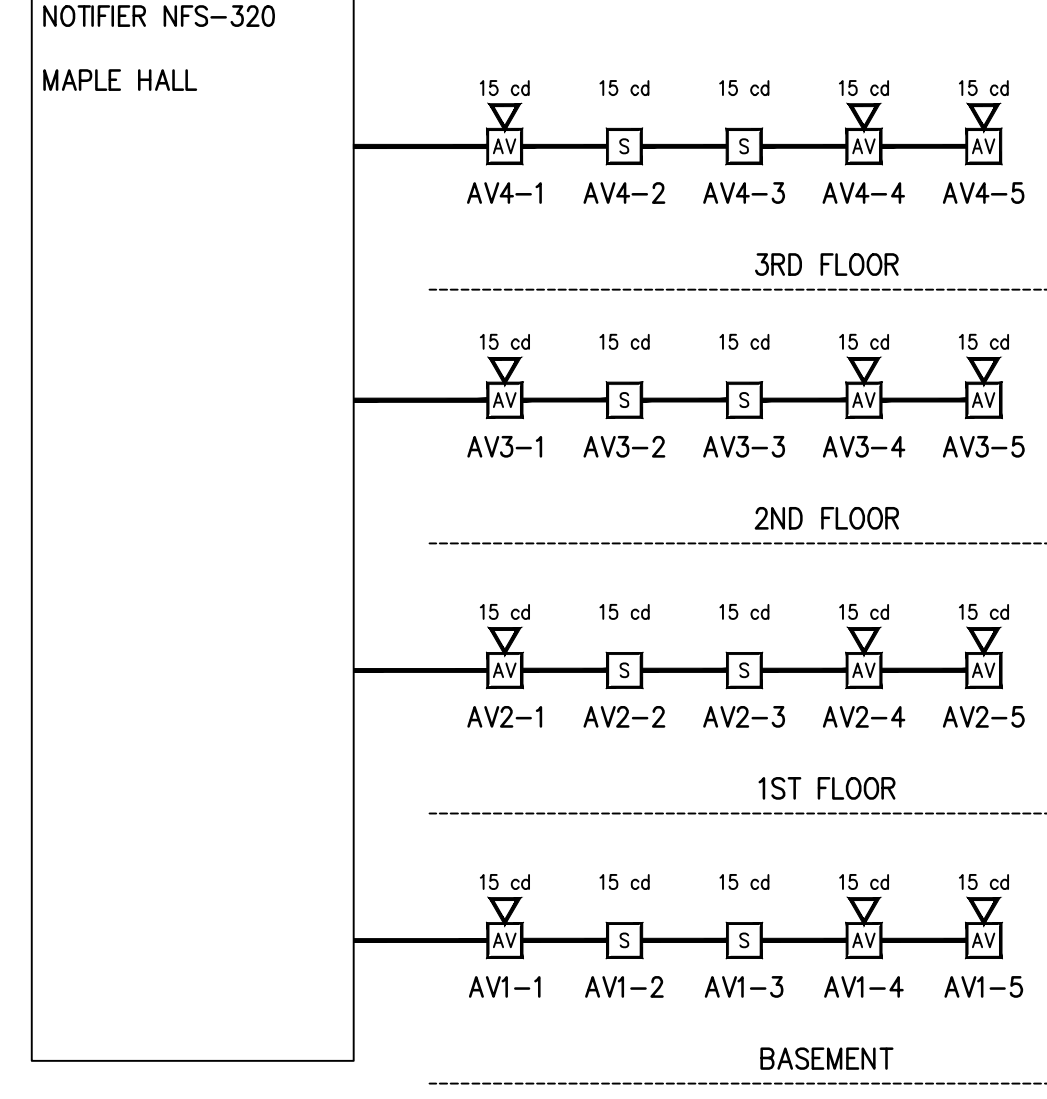 NOTIFIER NFS-320
MAPLE HALL
15 cd 15 cd 15 cd 15 cd 15 cd
AV S S AV AV
AV4-1 AV4-2 AV4-3 AV4-4 AV4-5
3RD FLOOR
15 cd 15 cd 15 cd 15 cd 15 cd
AV S S AV AV
AV3-1 AV3-2 AV3-3 AV3-4 AV3-5
2ND FLOOR
15 cd 15 cd 15 cd 15 cd 15 cd
AV S S AV AV
AV2-1 AV2-2 AV2-3 AV2-4 AV2-5
1ST FLOOR
15 cd 15 cd 15 cd 15 cd 15 cd
AV S S AV AV
AV1-1 AV1-2 AV1-3 AV1-4 AV1-5
BASEMENT